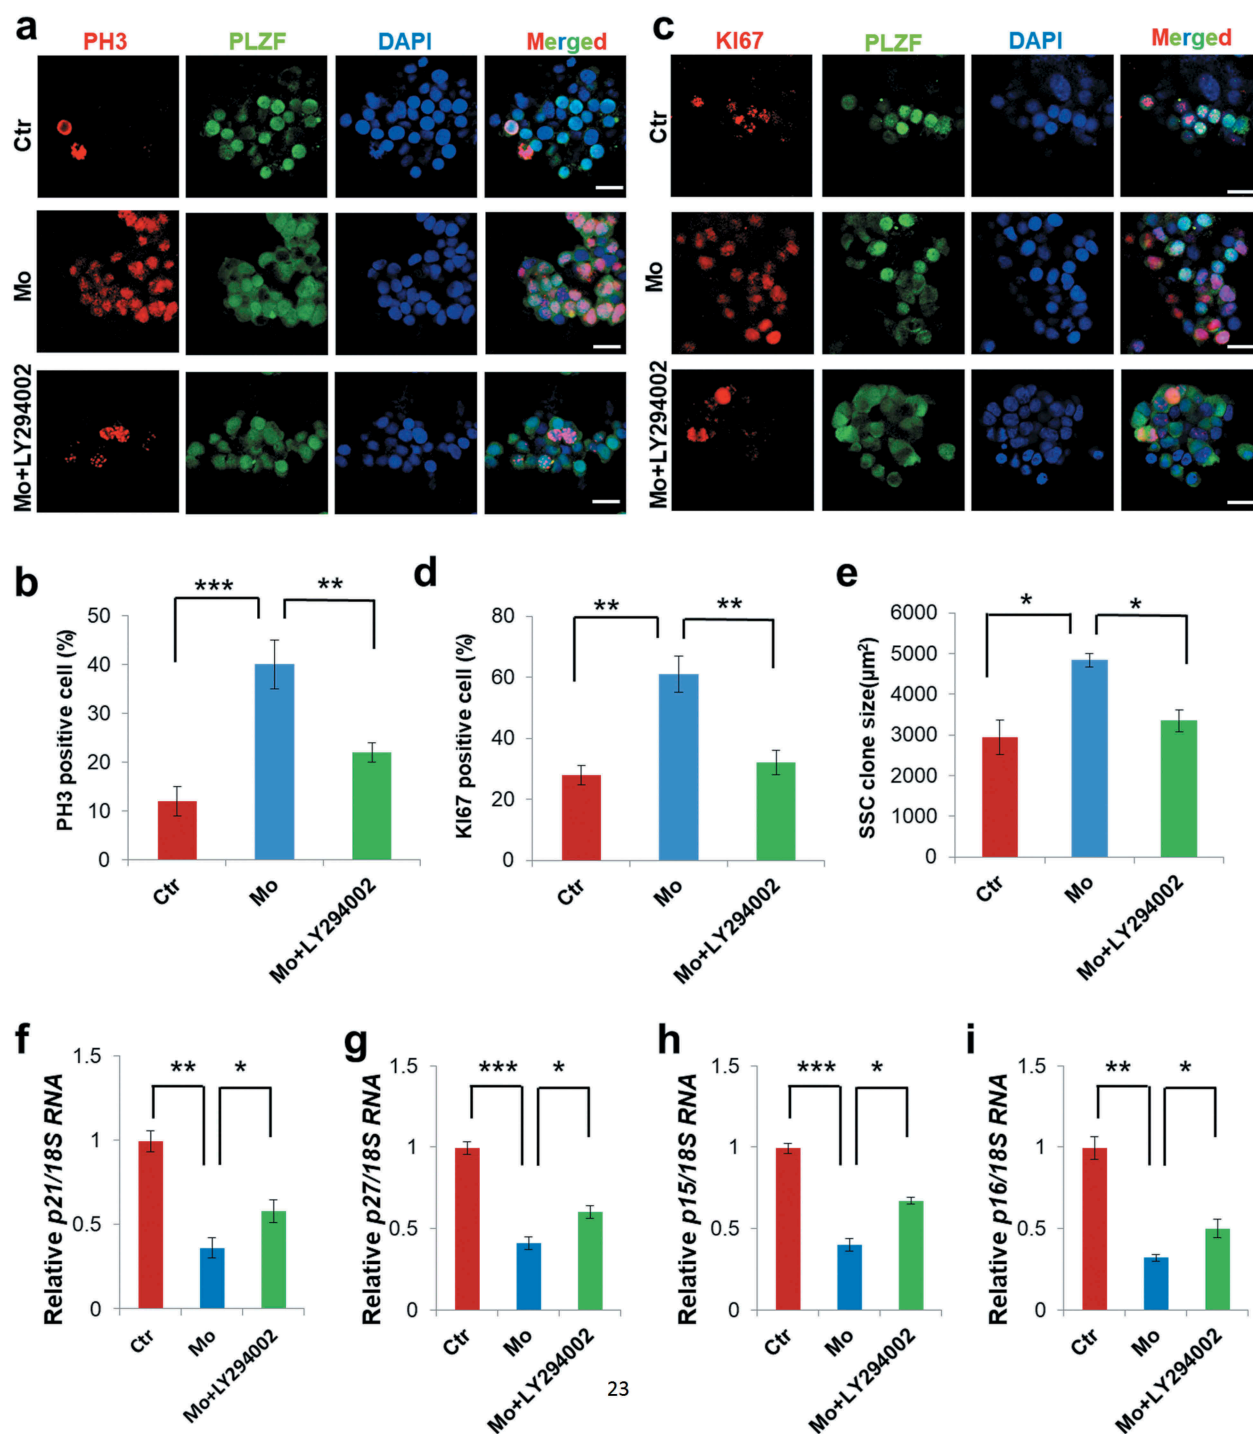 a
PH3 PLZF DAPI Merged
Ctr
Mo
Mo+LY294002
c
KI67 PLZF DAPI Merged
Ctr
Mo
Mo+LY294002
b
PH3 positive cell (%)
50
40
30
20
10
0
*** **
Ctr Mo Mo+LY294002
d
KI67 positive cell (%)
80
60
40
20
0
** **
Ctr Mo Mo+LY294002
e
SSC clone size(µm²)
6000
5000
4000
3000
2000
1000
0
* *
Ctr Mo Mo+LY294002
f
Relative p21/18S RNA
1.5
1
0.5
0
** *
Ctr Mo Mo+LY294002
g
Relative p27/18S RNA
1.5
1
0.5
0
*** *
Ctr Mo Mo+LY294002
h
Relative p15/18S RNA
1.5
1
0.5
0
*** *
Ctr Mo Mo+LY294002
i
Relative p16/18S RNA
1.5
1
0.5
0
** *
Ctr Mo Mo+LY294002
23